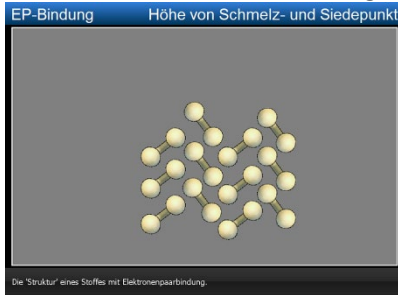 EP-Bindung Höhe von Schmelz- und Siedepunkt
Die 'Struktur' eines Stoffes mit Elektronenpaarbindung.